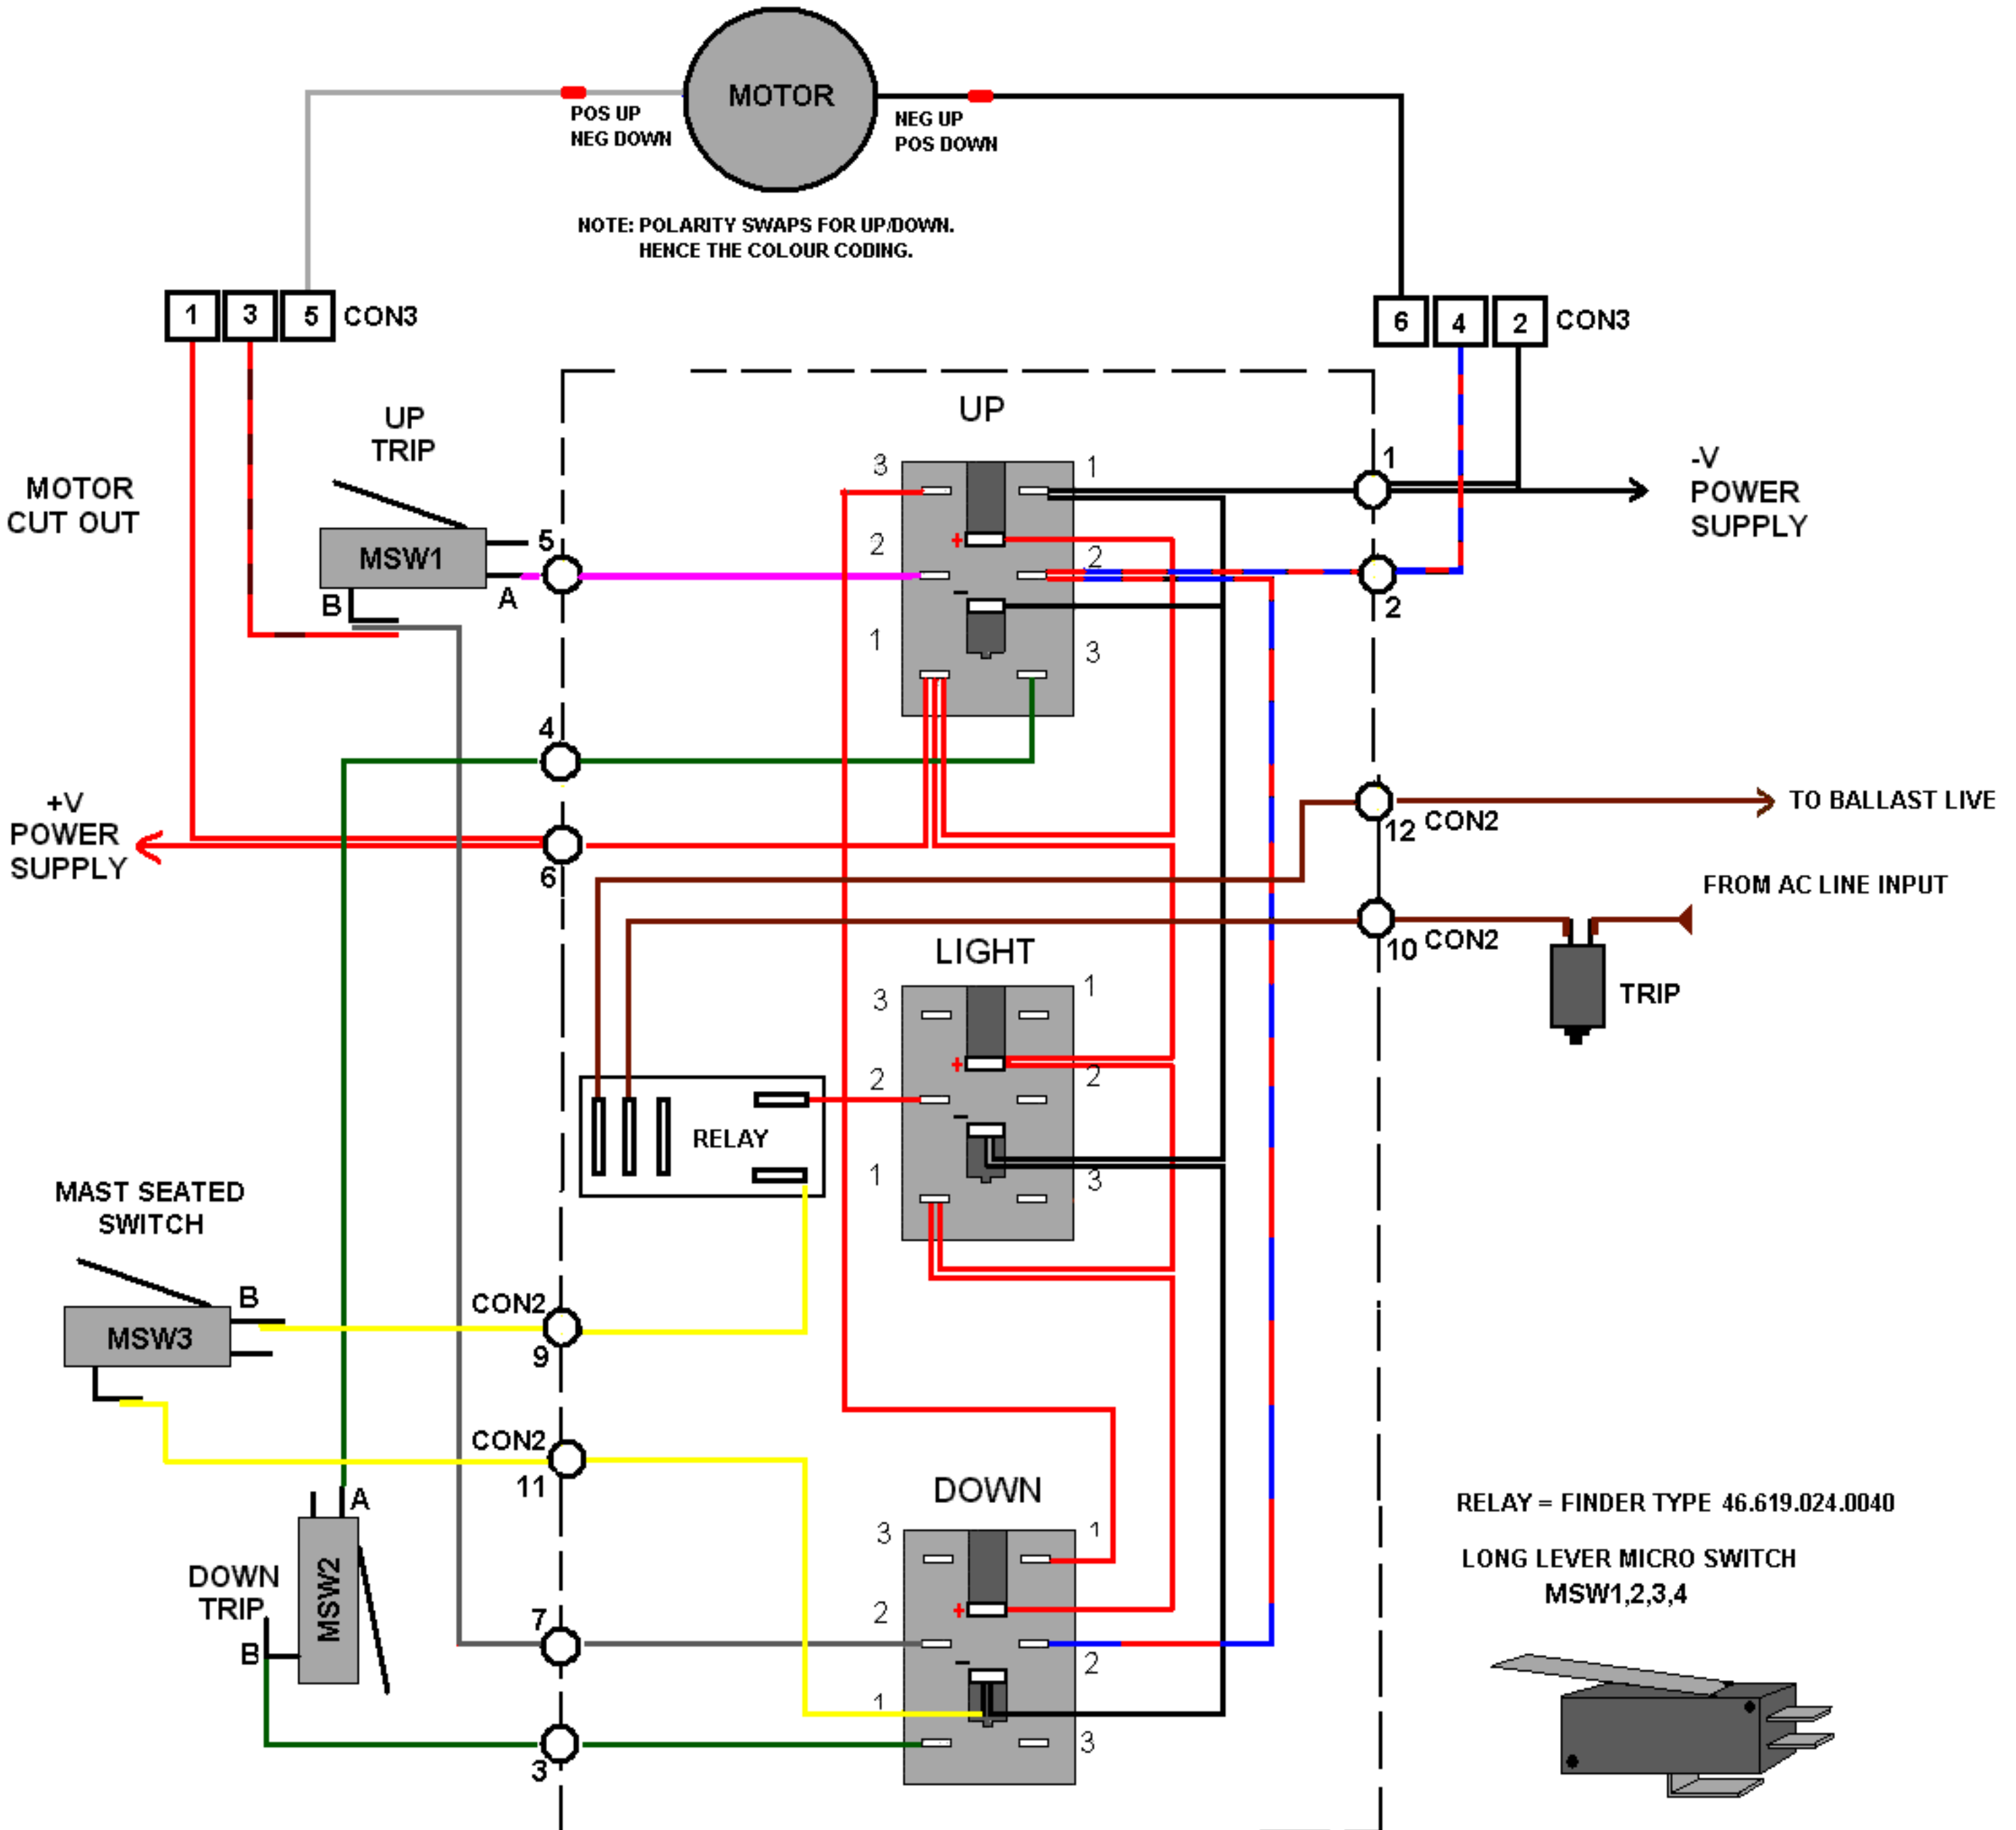 MOTOR
POS UP
NEG DOWN
NEG UP
POS DOWN
NOTE: POLARITY SWAPS FOR UP/DOWN.
HENCE THE COLOUR CODING.
1
3
5
CON3
6
4
2
CON3
UP
TRIP
MOTOR
CUT OUT
MSW1
5
A
B
UP
3
1
2
+
2
–
1
3
1
-V
POWER
SUPPLY
2
4
+V
POWER
SUPPLY
6
12
CON2
TO BALLAST LIVE
FROM AC LINE INPUT
10
CON2
TRIP
LIGHT
3
1
+
2
2
–
1
3
RELAY
MAST SEATED
SWITCH
B
MSW3
CON2
9
CON2
11
A
MSW2
DOWN
TRIP
B
7
3
DOWN
3
1
2
+
2
–
1
3
RELAY = FINDER TYPE 46.619.024.0040
LONG LEVER MICRO SWITCH
MSW1,2,3,4